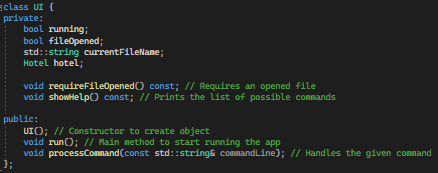 class UI {
private:
    bool running;
    bool fileOpened;
    std::string currentFileName;
    Hotel hotel;

    void requireFileOpened() const; // Requires an opened file
    void showHelp() const; // Prints the list of possible commands

public:
    UI(); // Constructor to create object
    void run(); // Main method to start running the app
    void processCommand(const std::string& commandLine); // Handles the given command
};